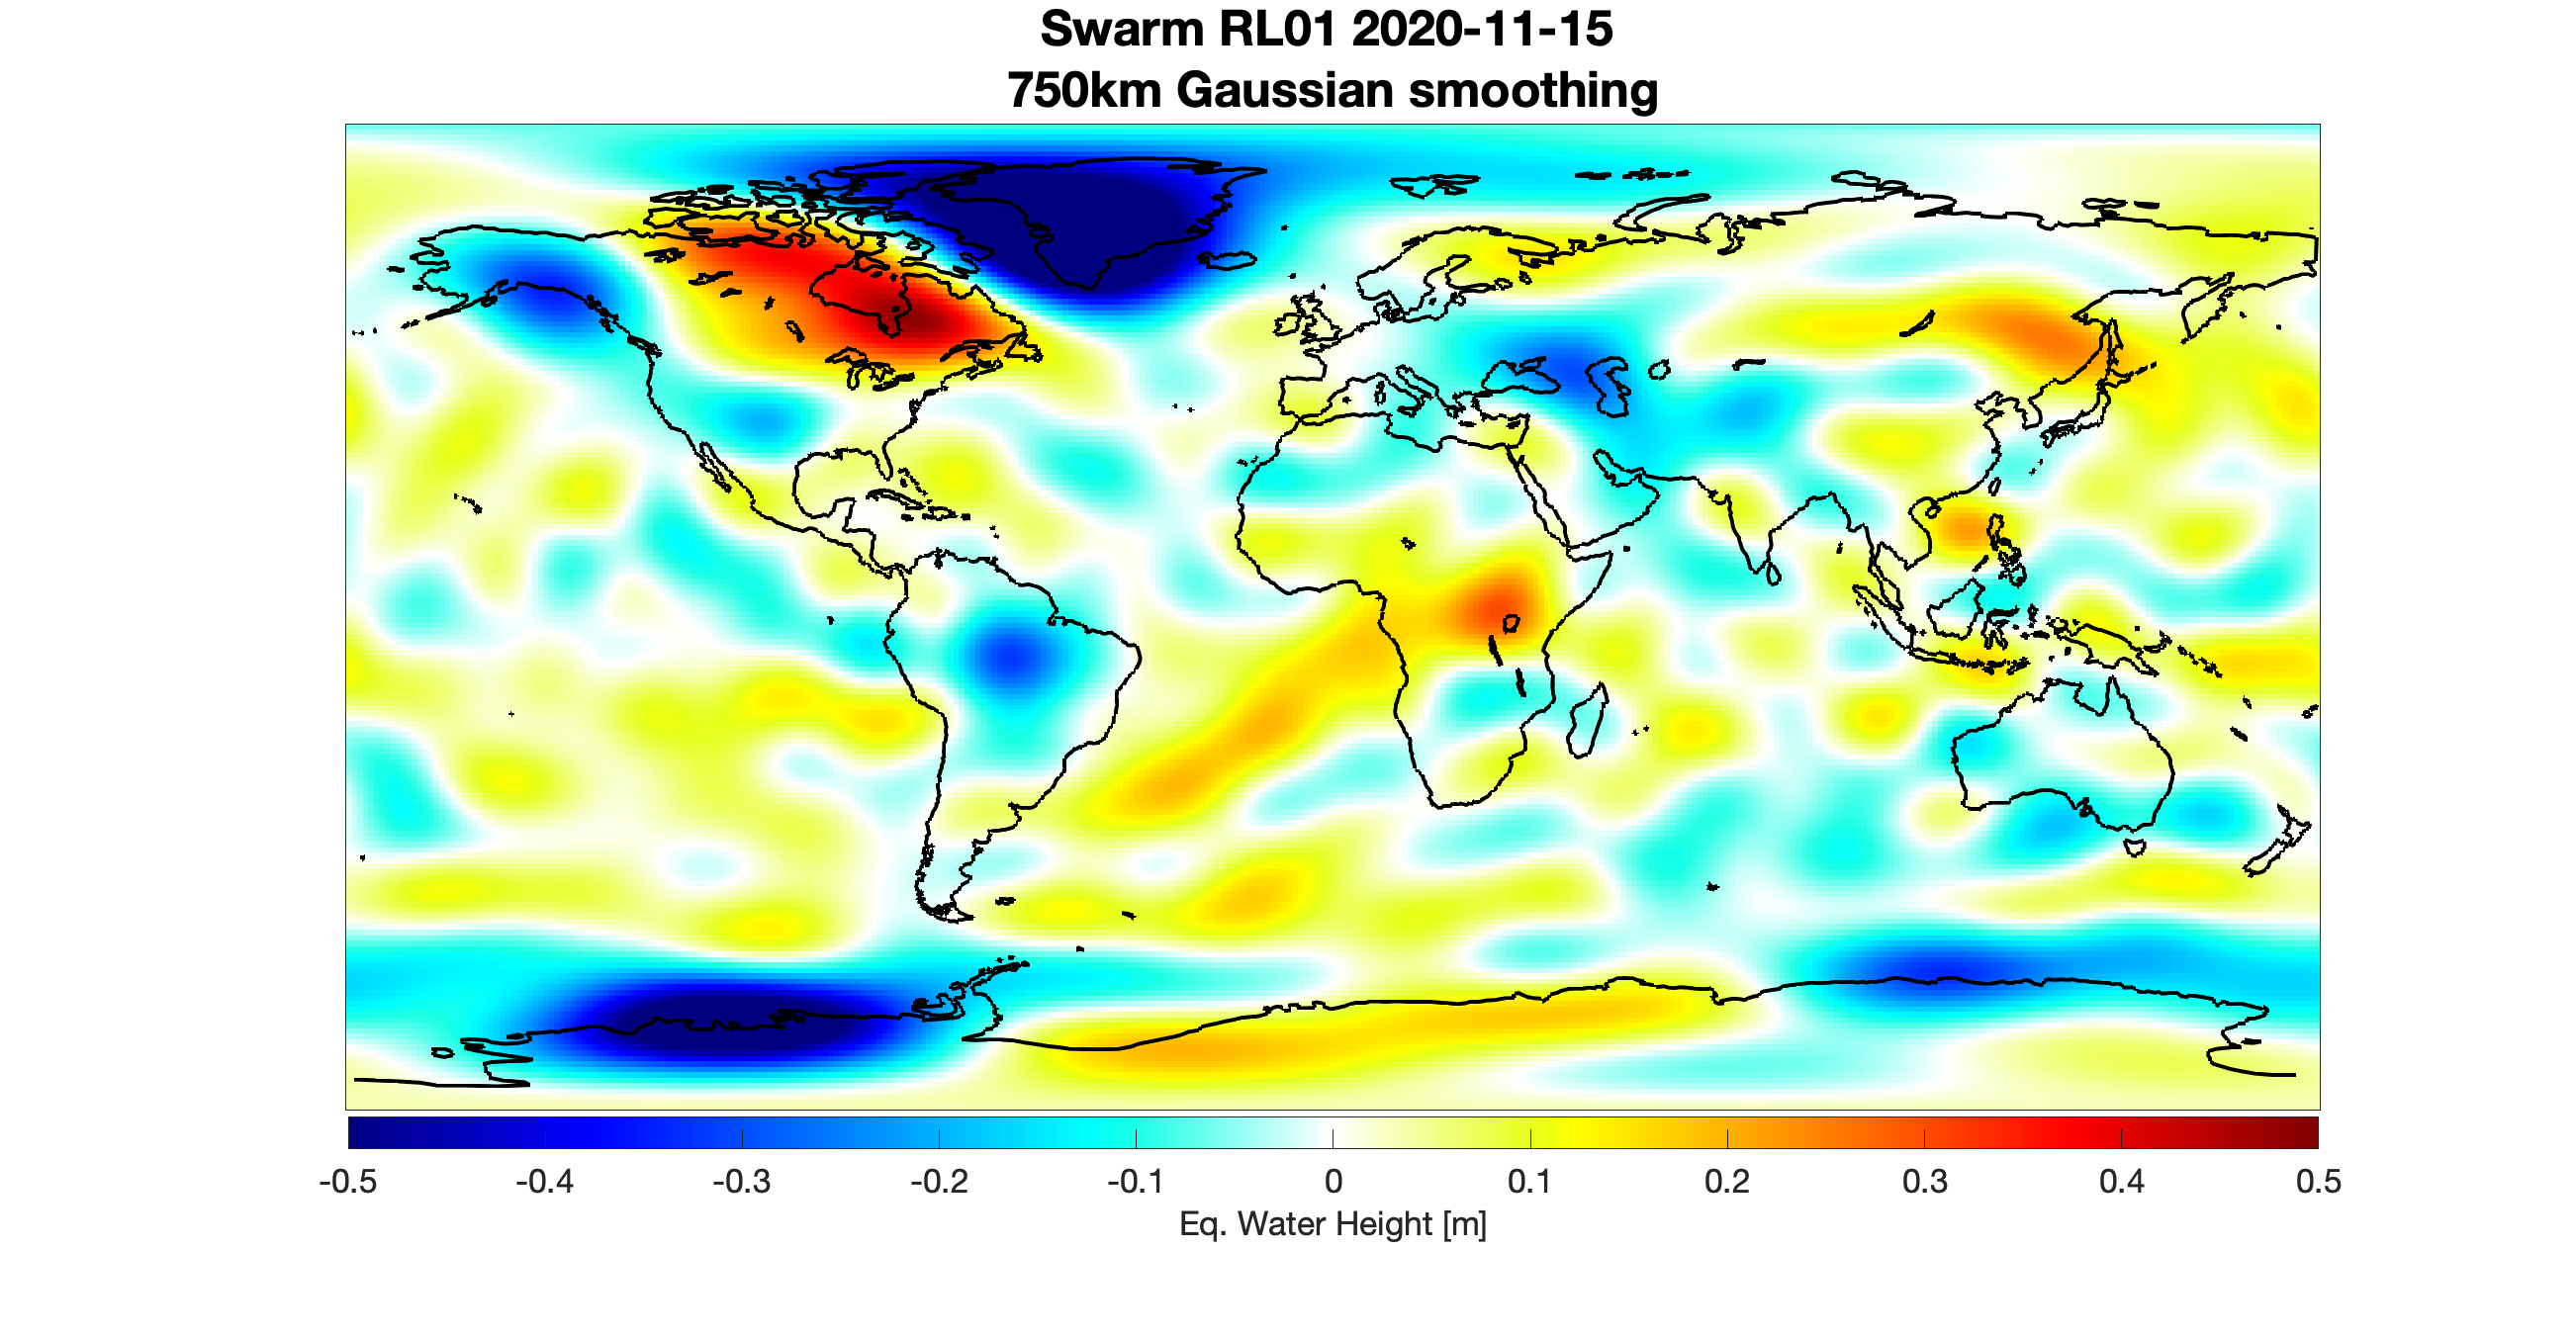 Swarm RL01 2020-11-15
750km Gaussian smoothing
-0.5 -0.4 -0.3 -0.2 -0.1 0 0.1 0.2 0.3 0.4 0.5
Eq. Water Height [m]